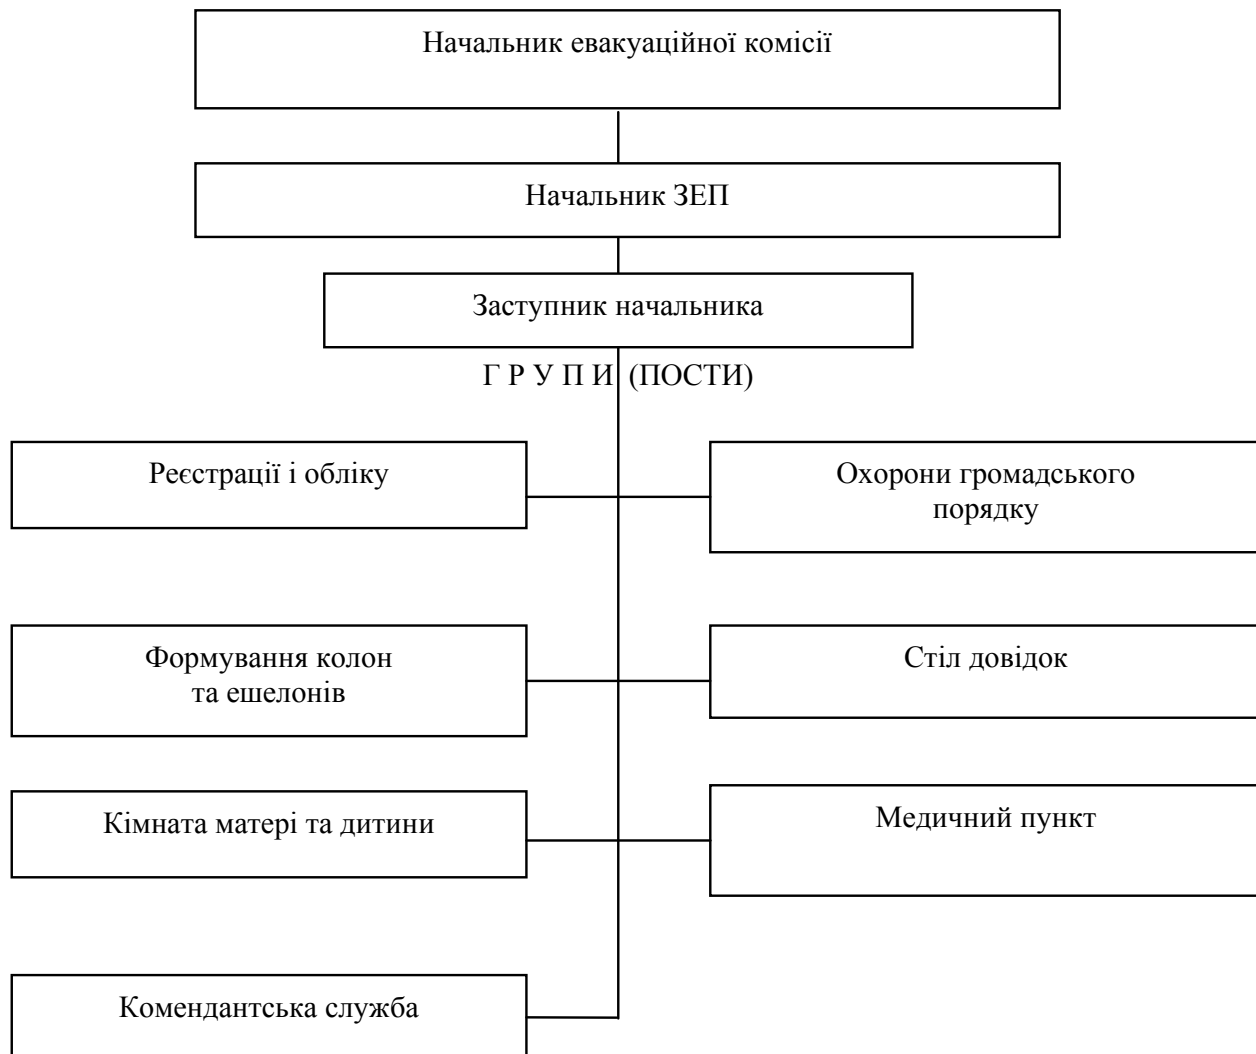 Начальник евакуаційної комісії
Начальник ЗЕП
Заступник начальника
Г Р У П И (ПОСТИ)
Реєстрації і обліку
Охорони громадського
порядку
Формування колон
та ешелонів
Стіл довідок
Кімната матері та дитини
Медичний пункт
Комендантська служба